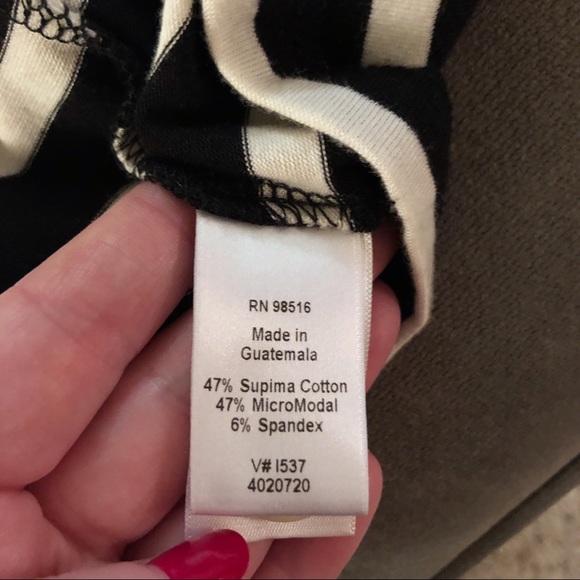 RN 98516
Made in
Guatemala
47% Supima Cotton
47% MicroModal
6% Spandex
V# I537
4020720